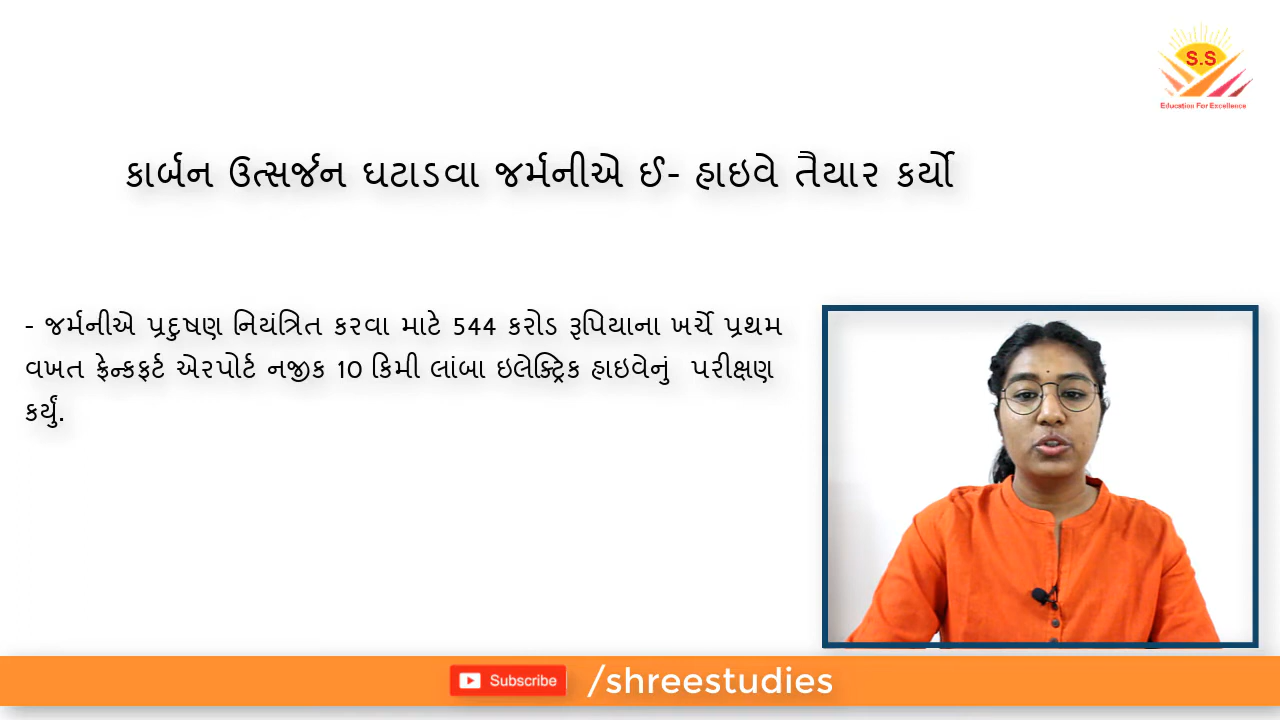 S.S
Education For Excellence
કાર્બન ઉત્સર્જન ઘટાડવા જર્મનીએ ઈ- હાઇવે તૈયાર કર્યો
- જર્મનીએ પ્રદુષણ નિયંત્રિત કરવા માટે 544 કરોડ રૂપિયાના ખર્ચે પ્રથમ
વખત ફ્રેન્કફર્ટ એરપોર્ટ નજીક 10 કિમી લાંબા ઇલેક્ટ્રિક હાઇવેનું પરીક્ષણ
કર્યું.
Subscribe /shreestudies